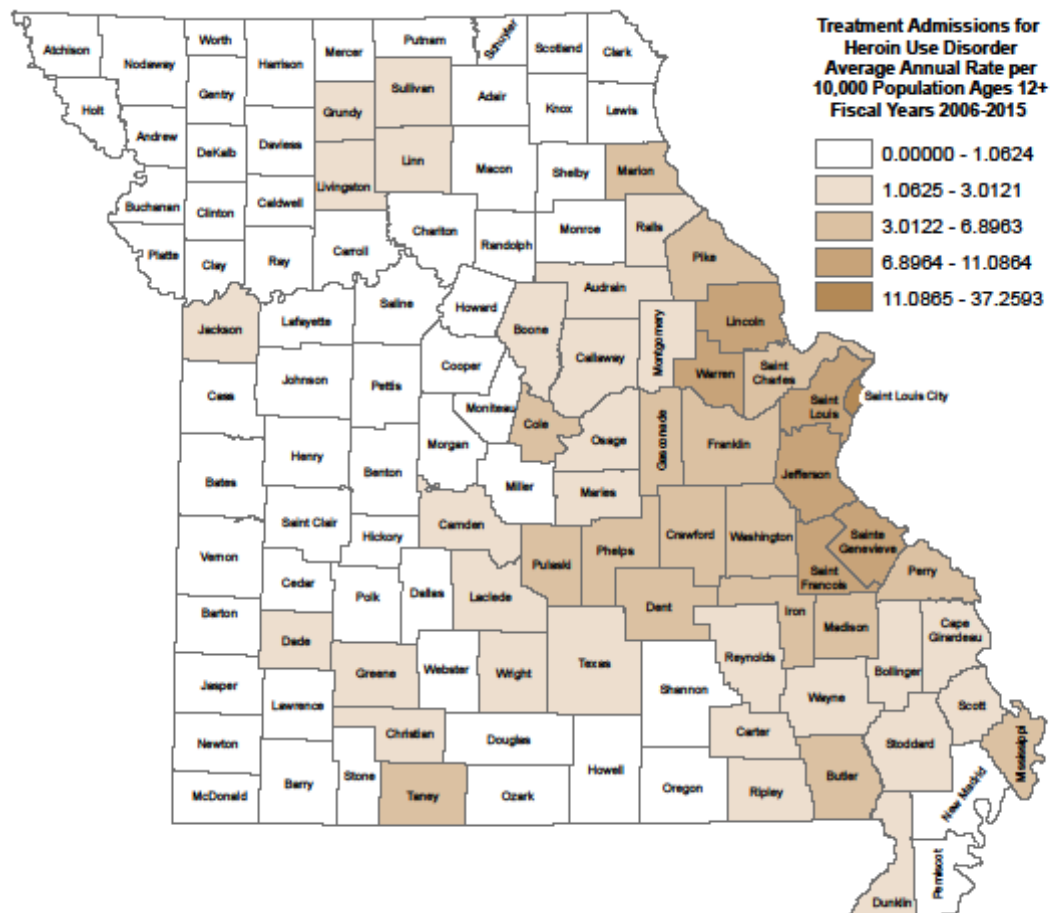 Treatment Admissions for
Heroin Use Disorder
Average Annual Rate per
10,000 Population Ages 12+
Fiscal Years 2006-2015
0.00000 - 1.0624
1.0625 - 3.0121
3.0122 - 6.8963
6.8964 - 11.0864
11.0865 - 37.2593
Atchison
Nodaway
Worth
Harrison
Mercer
Putnam
Schuyler
Scotland
Clark
Holt
Gentry
Grundy
Sullivan
Adair
Knox
Lewis
Andrew
DeKalb
Daviess
Livingston
Linn
Macon
Shelby
Marion
Buchanan
Clinton
Caldwell
Platte
Clay
Ray
Carroll
Chariton
Randolph
Monroe
Ralls
Pike
Jackson
Lafayette
Saline
Howard
Boone
Audrain
Callaway
Montgomery
Lincoln
Warren
Saint
Charles
Saint
Louis
Saint Louis City
Cass
Johnson
Pettis
Cooper
Moniteau
Cole
Osage
Gasconade
Franklin
Jefferson
Bates
Henry
Benton
Morgan
Miller
Maries
Vernon
Saint Clair
Hickory
Camden
Pulaski
Phelps
Crawford
Washington
Saint
Francois
Sainte
Genevieve
Perry
Barton
Cedar
Polk
Dallas
Laclede
Dent
Iron
Madison
Cape
Girardeau
Dade
Greene
Webster
Wright
Texas
Reynolds
Bollinger
Jasper
Lawrence
Christian
Douglas
Shannon
Wayne
Scott
Newton
Carter
Stoddard
Mississippi
McDonald
Barry
Stone
Taney
Ozark
Howell
Oregon
Ripley
Butler
New Madrid
Dunklin
Pemiscot